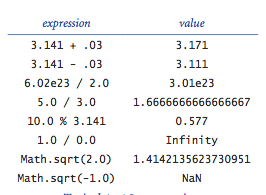 expression value
3.141 + .03 3.171
3.141 - .03 3.111
6.02e23 / 2.0 3.01e23
5.0 / 3.0 1.6666666666666667
10.0 % 3.141 0.577
1.0 / 0.0 Infinity
Math.sqrt(2.0) 1.4142135623730951
Math.sqrt(-1.0) NaN